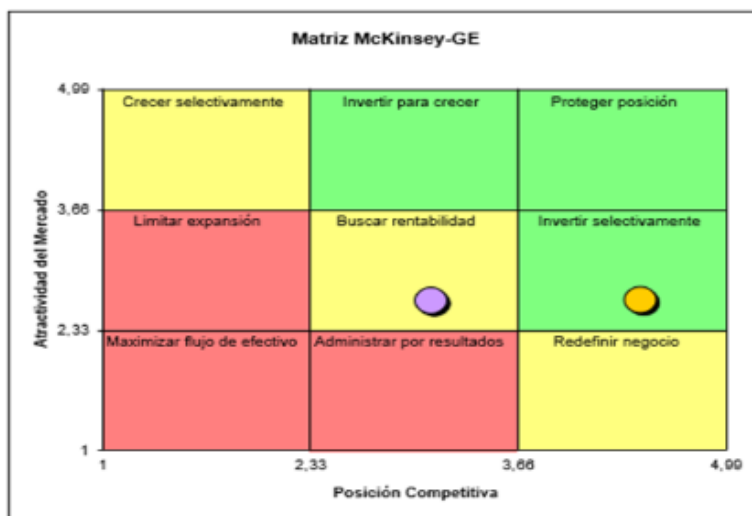 Matriz McKinsey-GE
4,99
Crecer selectivamente
Invertir para crecer
Proteger posición
3,66
Limitar expansión
Buscar rentabilidad
Invertir selectivamente
Atractividad del Mercado
2,33
Maximizar flujo de efectivo
Administrar por resultados
Redefinir negocio
1
1
2,33
3,66
4,99
Posición Competitiva